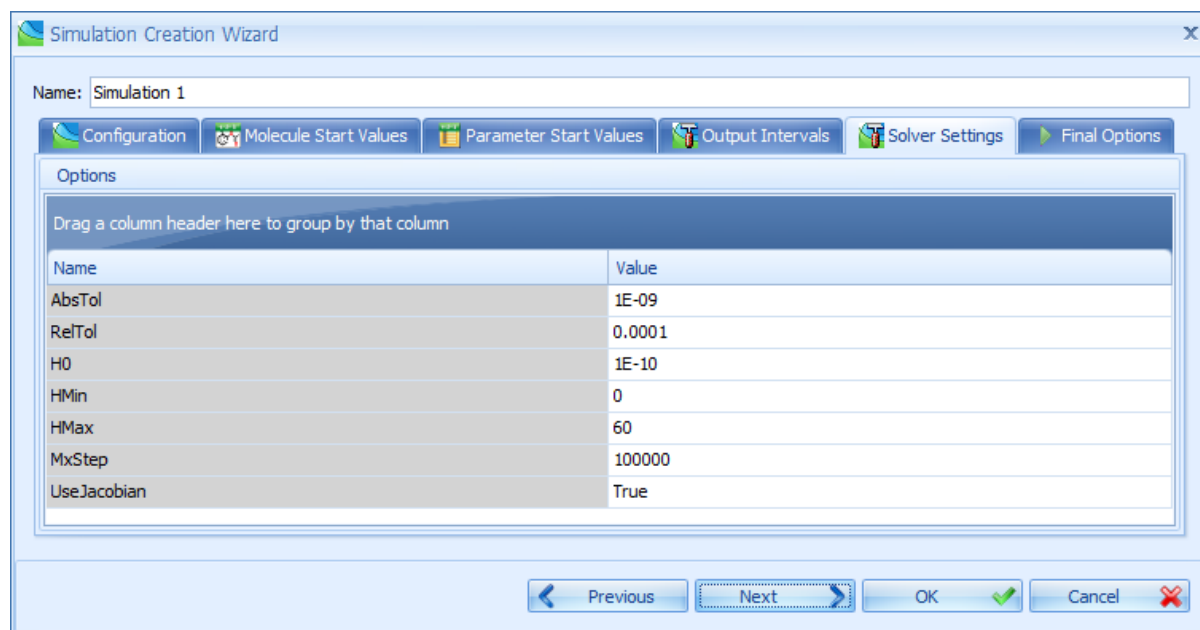 Simulation Creation Wizard
Name: Simulation 1
Configuration Molecule Start Values Parameter Start Values Output Intervals Solver Settings Final Options
Options
Drag a column header here to group by that column
Name Value
AbsTol 1E-09
RelTol 0.0001
H0 1E-10
HMin 0
HMax 60
MxStep 100000
UseJacobian True
Previous Next OK Cancel